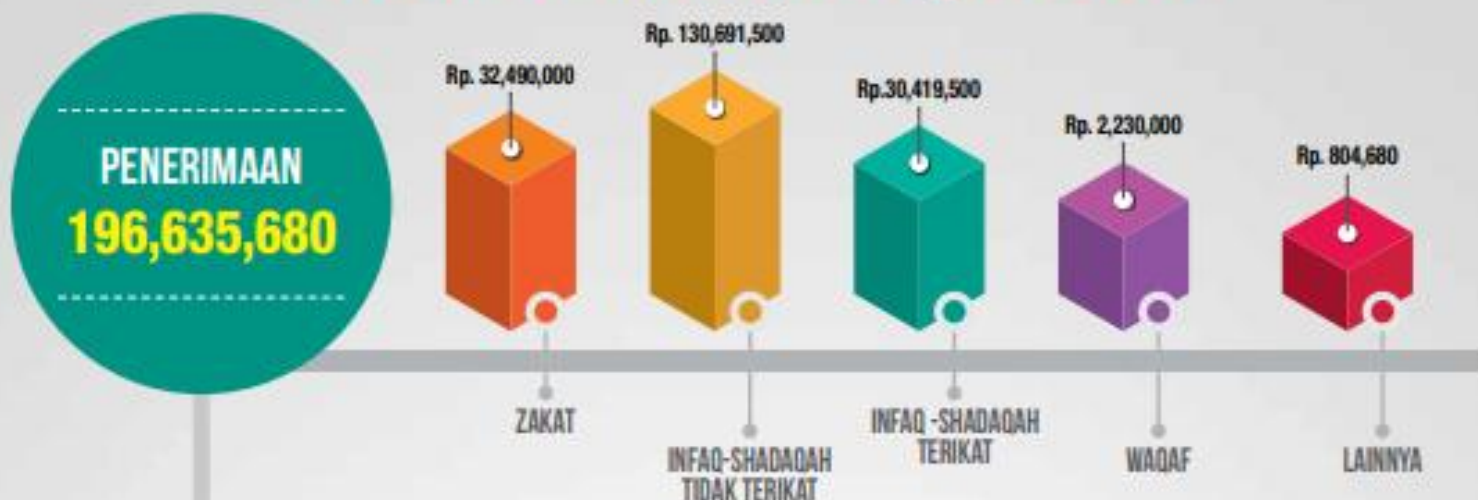 PENERIMAAN
196,635,680
Rp. 32,490,000
Rp. 130,691,500
Rp.30,419,500
Rp. 2,230,000
Rp. 804,680
ZAKAT
INFAQ-SHADAQAH
TIDAK TERIKAT
INFAQ -SHADAQAH
TERIKAT
WAQAF
LAINNYA